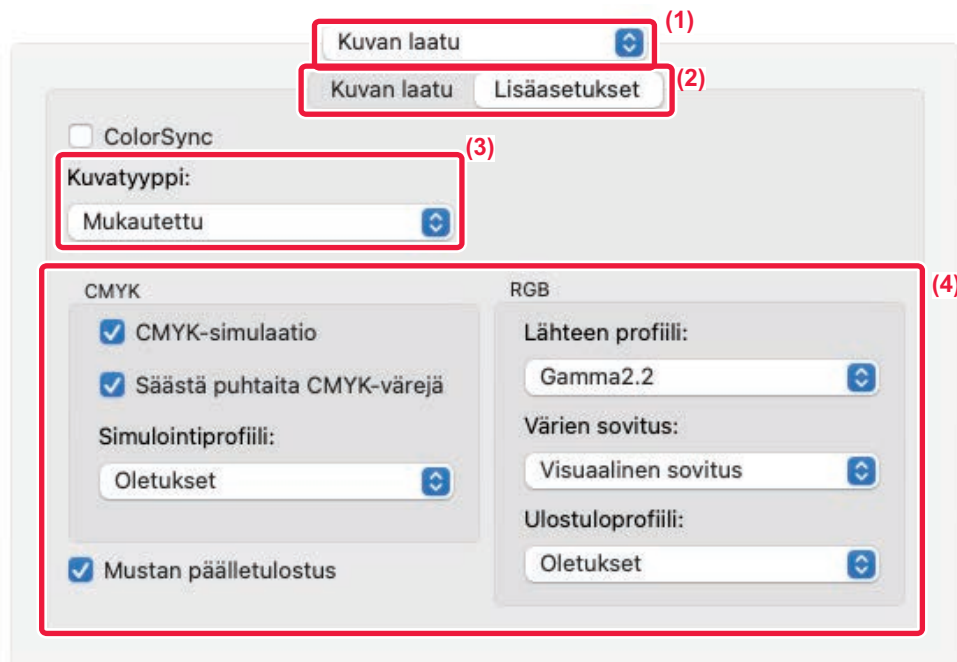 (1)
Kuvan laatu
(2)
Kuvan laatu Lisäasetukset
ColorSync
(3)
Kuvatyyppi:
Mukautettu
(4)
CMYK
CMYK-simulaatio
Säästä puhtaita CMYK-värejä
Simulointiprofiili:
Oletukset
Mustan päälletulostus
RGB
Lähteen profiili:
Gamma2.2
Värien sovitus:
Visuaalinen sovitus
Ulostuloprofiili:
Oletukset